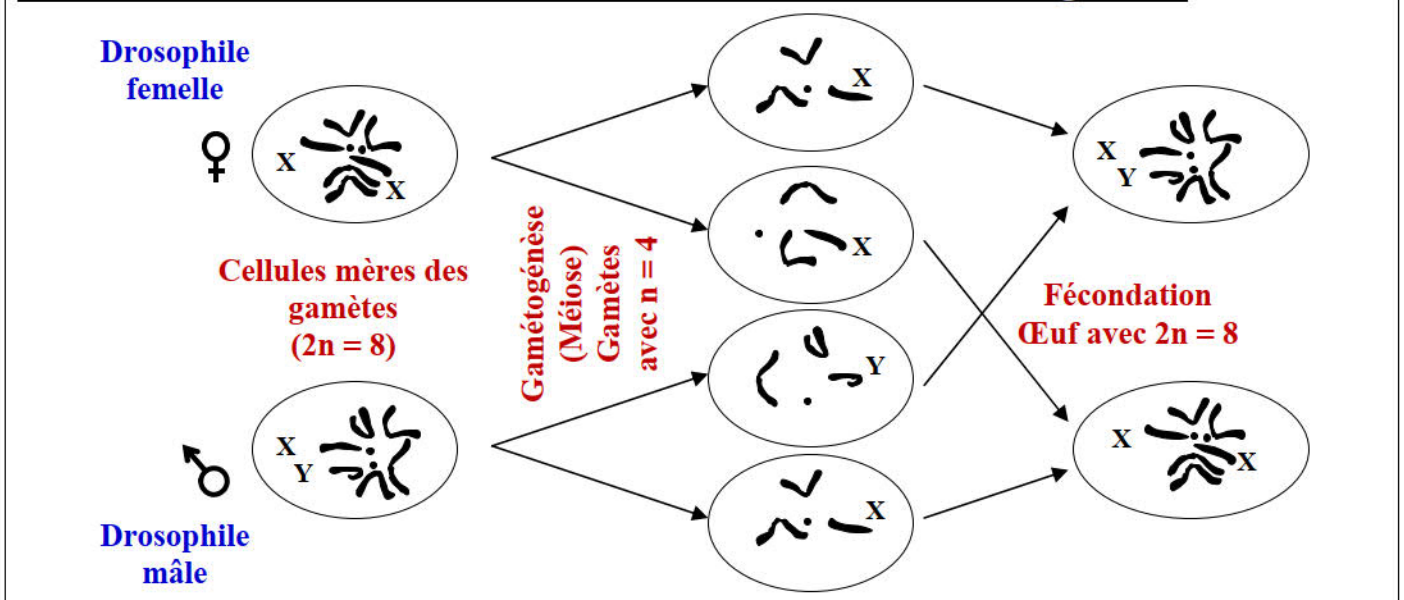 Drosophile
femelle
X
X
Cellules mères des
gamètes
(2n = 8)
X
Y
Drosophile
mâle
Gamétogénèse
(Méiose)
Gamètes
avec n = 4
X
X
Y
X
X
Y
Fécondation
Œuf avec 2n = 8
X
X